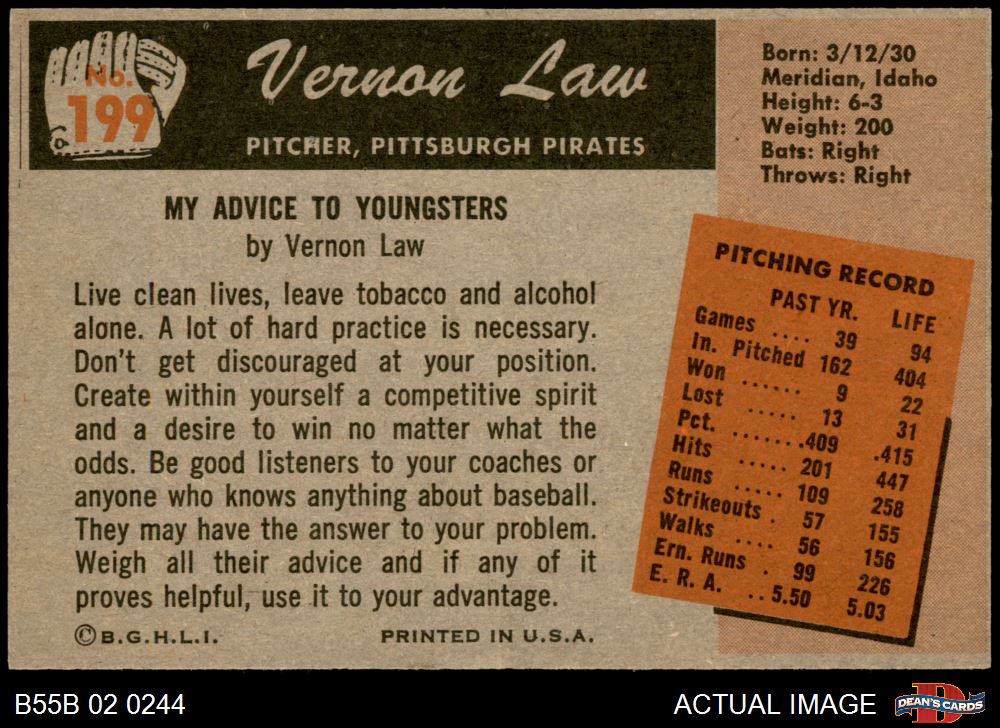 No.
199
Vernon Law
PITCHER, PITTSBURGH PIRATES
Born: 3/12/30
Meridian, Idaho
Height: 6-3
Weight: 200
Bats: Right
Throws: Right
MY ADVICE TO YOUNGSTERS
by Vernon Law
Live clean lives, leave tobacco and alcohol
alone. A lot of hard practice is necessary.
Don't get discouraged at your position.
Create within yourself a competitive spirit
and a desire to win no matter what the
odds. Be good listeners to your coaches or
anyone who knows anything about baseball.
They may have the answer to your problem.
Weigh all their advice and if any of it
proves helpful, use it to your advantage.
©B.G.H.L.I. PRINTED IN U.S.A.
PITCHING RECORD
PAST YR. LIFE
Games .... 39 94
In. Pitched 162 404
Won ...... 9 22
Lost ..... 13 31
Pct. ....... .409 .415
Hits ..... 201 447
Runs ..... 109 258
Strikeouts . 57 155
Walks .... 56 156
Ern. Runs . 99 226
E. R. A. .. 5.50 5.03
B55B 02 0244
ACTUAL IMAGE
D
DEAN'S CARDS